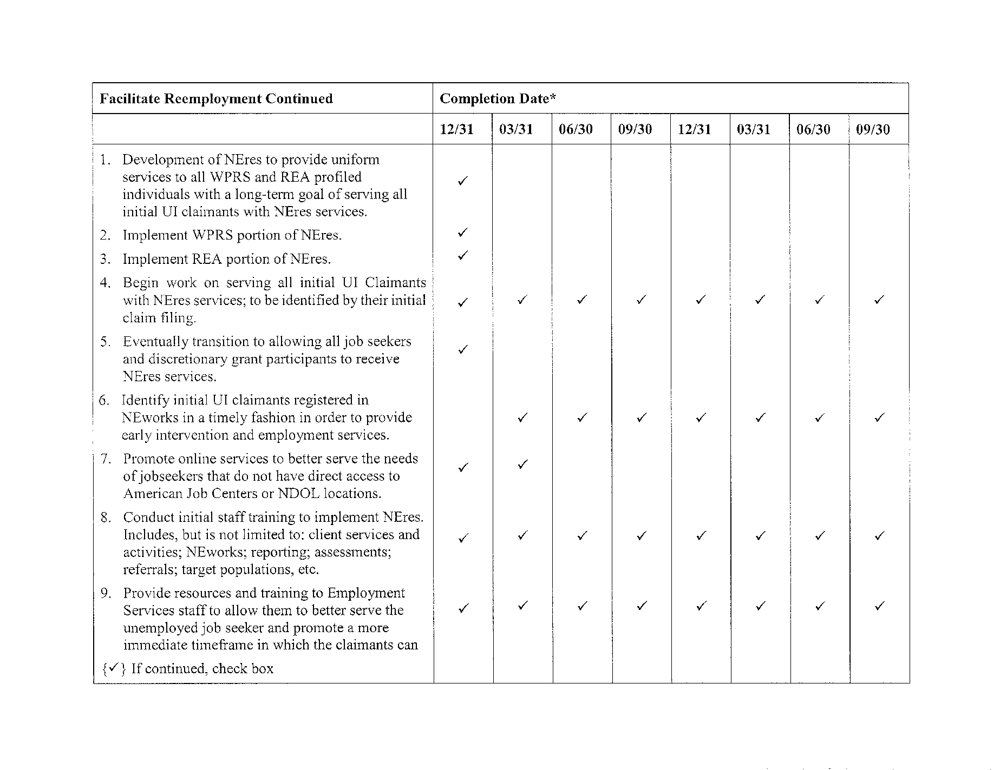 Facilitate Reemployment Continued Completion Date*
12/31 03/31 06/30 09/30 12/31 03/31 06/30 09/30
1. Development of NEres to provide uniform
services to all WPRS and REA profiled ✓
individuals with a long-term goal of serving all
initial UI claimants with NEres services.
2. Implement WPRS portion of NEres. ✓
3. Implement REA portion of NEres. ✓
4. Begin work on serving all initial UI Claimants
with NEres services; to be identified by their initial ✓ ✓ ✓ ✓ ✓ ✓ ✓ ✓
claim filing.
5. Eventually transition to allowing all job seekers ✓
and discretionary grant participants to receive
NEres services.
6. Identify initial UI claimants registered in
NEworks in a timely fashion in order to provide ✓ ✓ ✓ ✓ ✓ ✓ ✓
early intervention and employment services.
7. Promote online services to better serve the needs ✓ ✓
of jobseekers that do not have direct access to
American Job Centers or NDOL locations.
8. Conduct initial staff training to implement NEres.
Includes, but is not limited to: client services and ✓ ✓ ✓ ✓ ✓ ✓ ✓ ✓
activities; NEworks; reporting; assessments;
referrals; target populations, etc.
9. Provide resources and training to Employment
Services staff to allow them to better serve the ✓ ✓ ✓ ✓ ✓ ✓ ✓ ✓
unemployed job seeker and promote a more
immediate timeframe in which the claimants can
{✓} If continued, check box